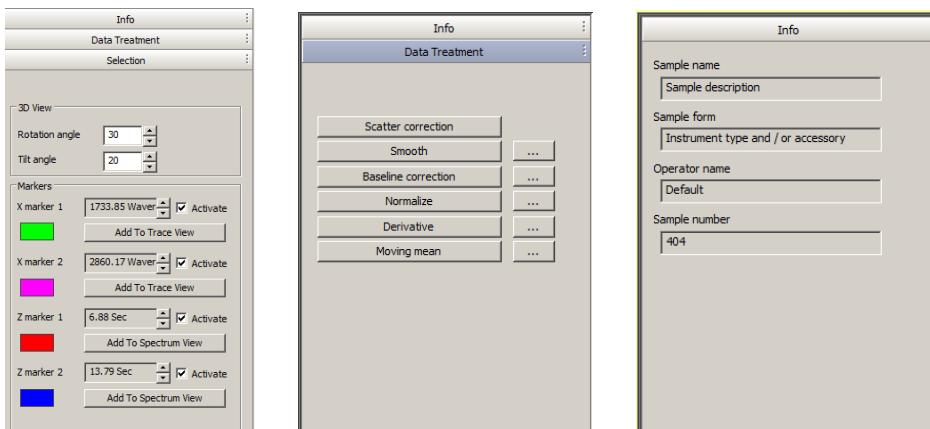 Info
Data Treatment
Selection
3D View
Rotation angle 30
Tilt angle 20
Markers
X marker 1 1733.85 Waver Activate
Add To Trace View
X marker 2 2860.17 Waver Activate
Add To Trace View
Z marker 1 6.88 Sec Activate
Add To Spectrum View
Z marker 2 13.79 Sec Activate
Add To Spectrum View
Info
Data Treatment
Scatter correction
Smooth ...
Baseline correction ...
Normalize ...
Derivative ...
Moving mean ...
Info
Sample name
Sample description
Sample form
Instrument type and / or accessory
Operator name
Default
Sample number
404